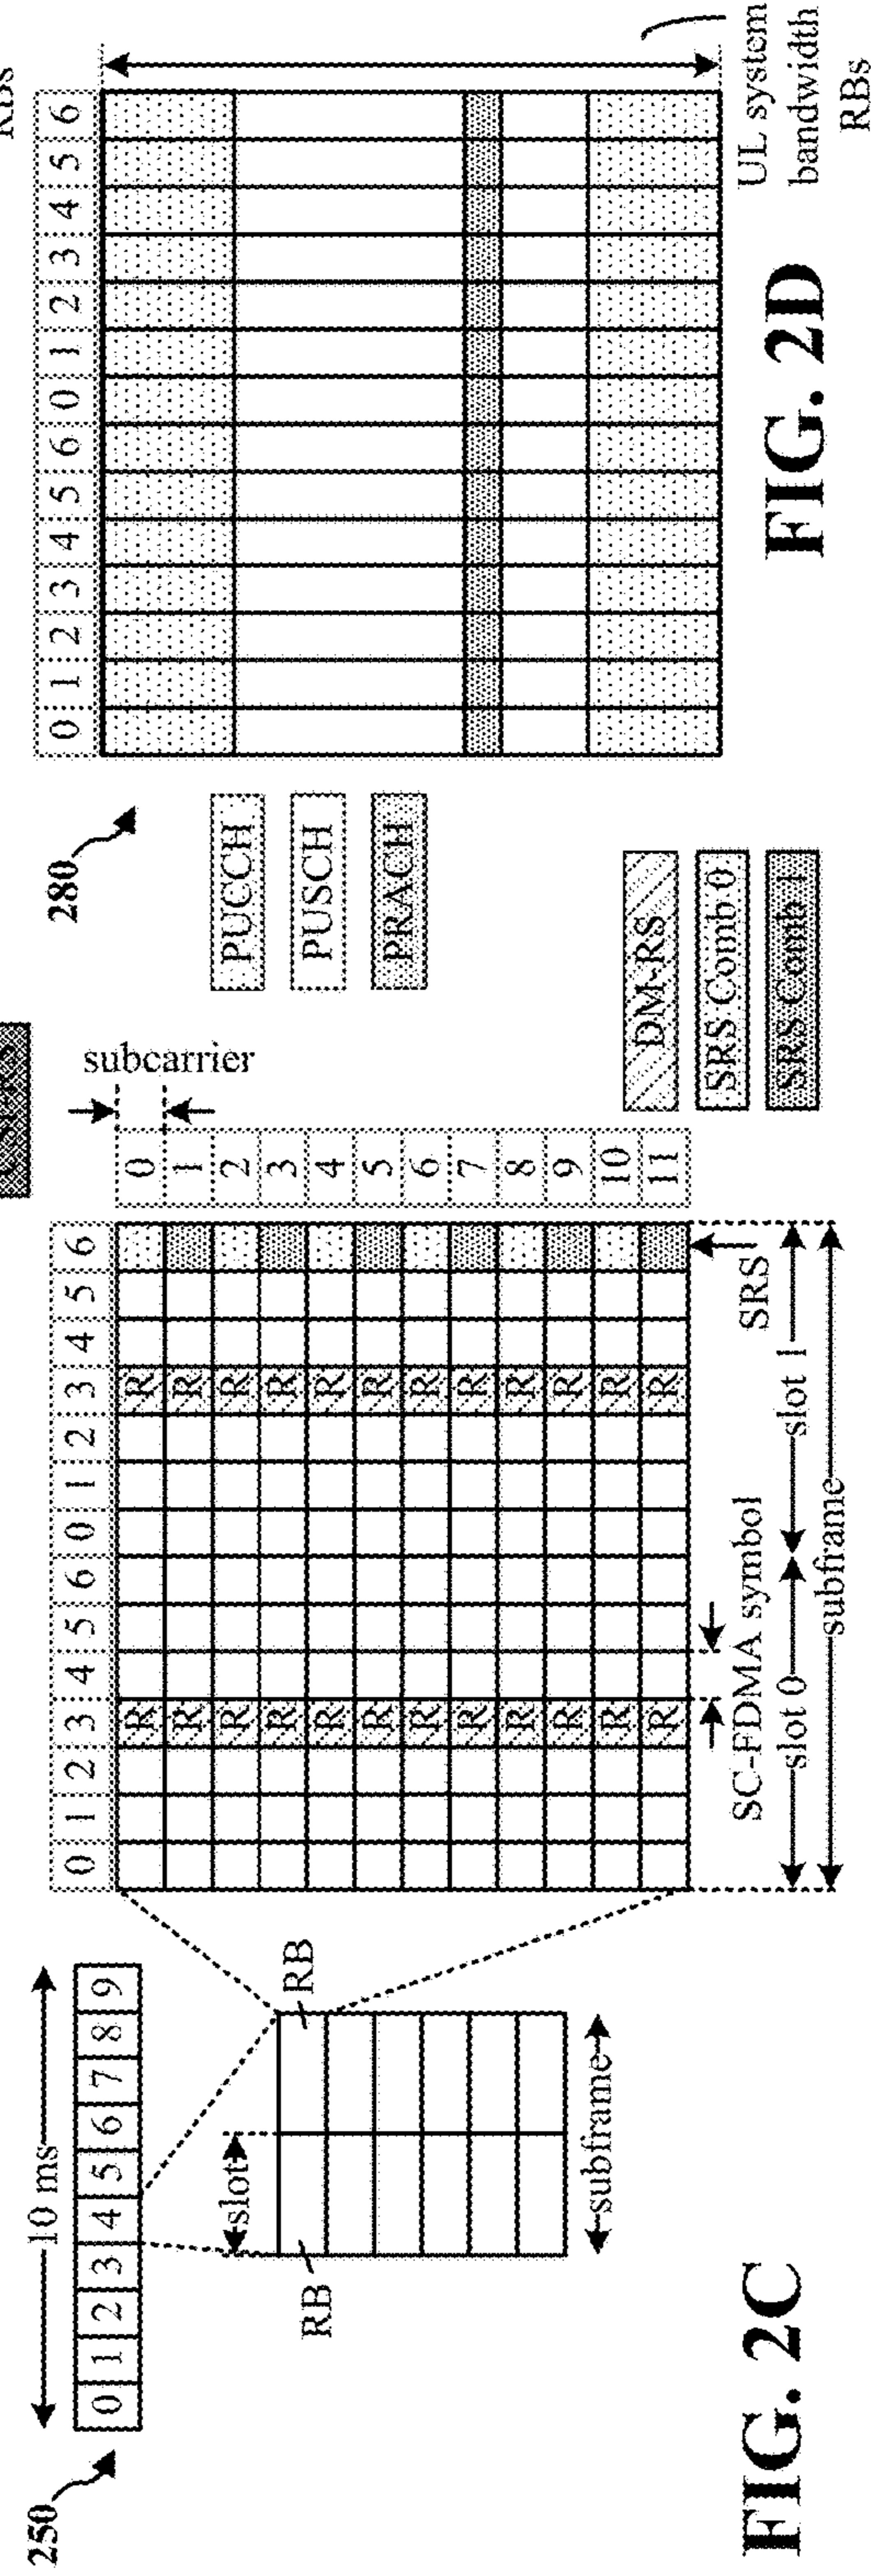 250
10 ms
0 1 2 3 4 5 6 7 8 9
slot
RB
RB
subframe
FIG. 2C
0 1 2 3 4 5 6 0 1 2 3 4 5 6
subcarrier
R R 0
R R 1
R R 2
R R 3
R R 4
R R 5
R R 6
R R 7
R R 8
R R 9
R R 10
R R 11
SC-FDMA symbol
SRS
slot 0
slot 1
subframe
DM-RS
SRS Comb 0
SRS Comb 1
CSI-RS
280
PUCCH
PUSCH
PRACH
0 1 2 3 4 5 6 0 1 2 3 4 5 6
RBs
UL system
bandwidth
RBs
FIG. 2D